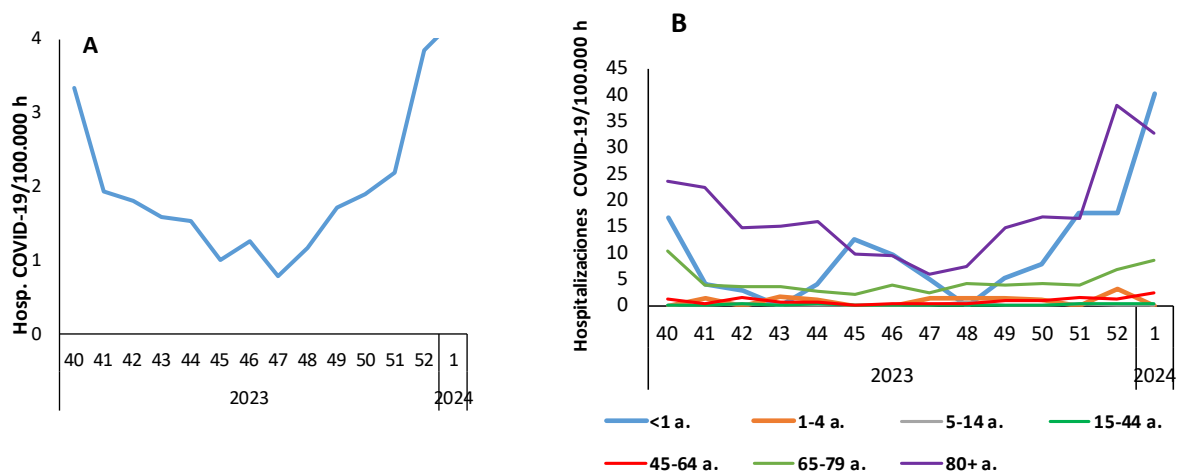 A
Hosp. COVID-19/100.000 h
4
3
2
1
0
40 41 42 43 44 45 46 47 48 49 50 51 52 1
2023 2024
B
Hospitalizaciones COVID-19/100.000 h
45
40
35
30
25
20
15
10
5
0
40 41 42 43 44 45 46 47 48 49 50 51 52 1
2023 2024
<1 a. 1-4 a. 5-14 a. 15-44 a.
45-64 a. 65-79 a. 80+ a.